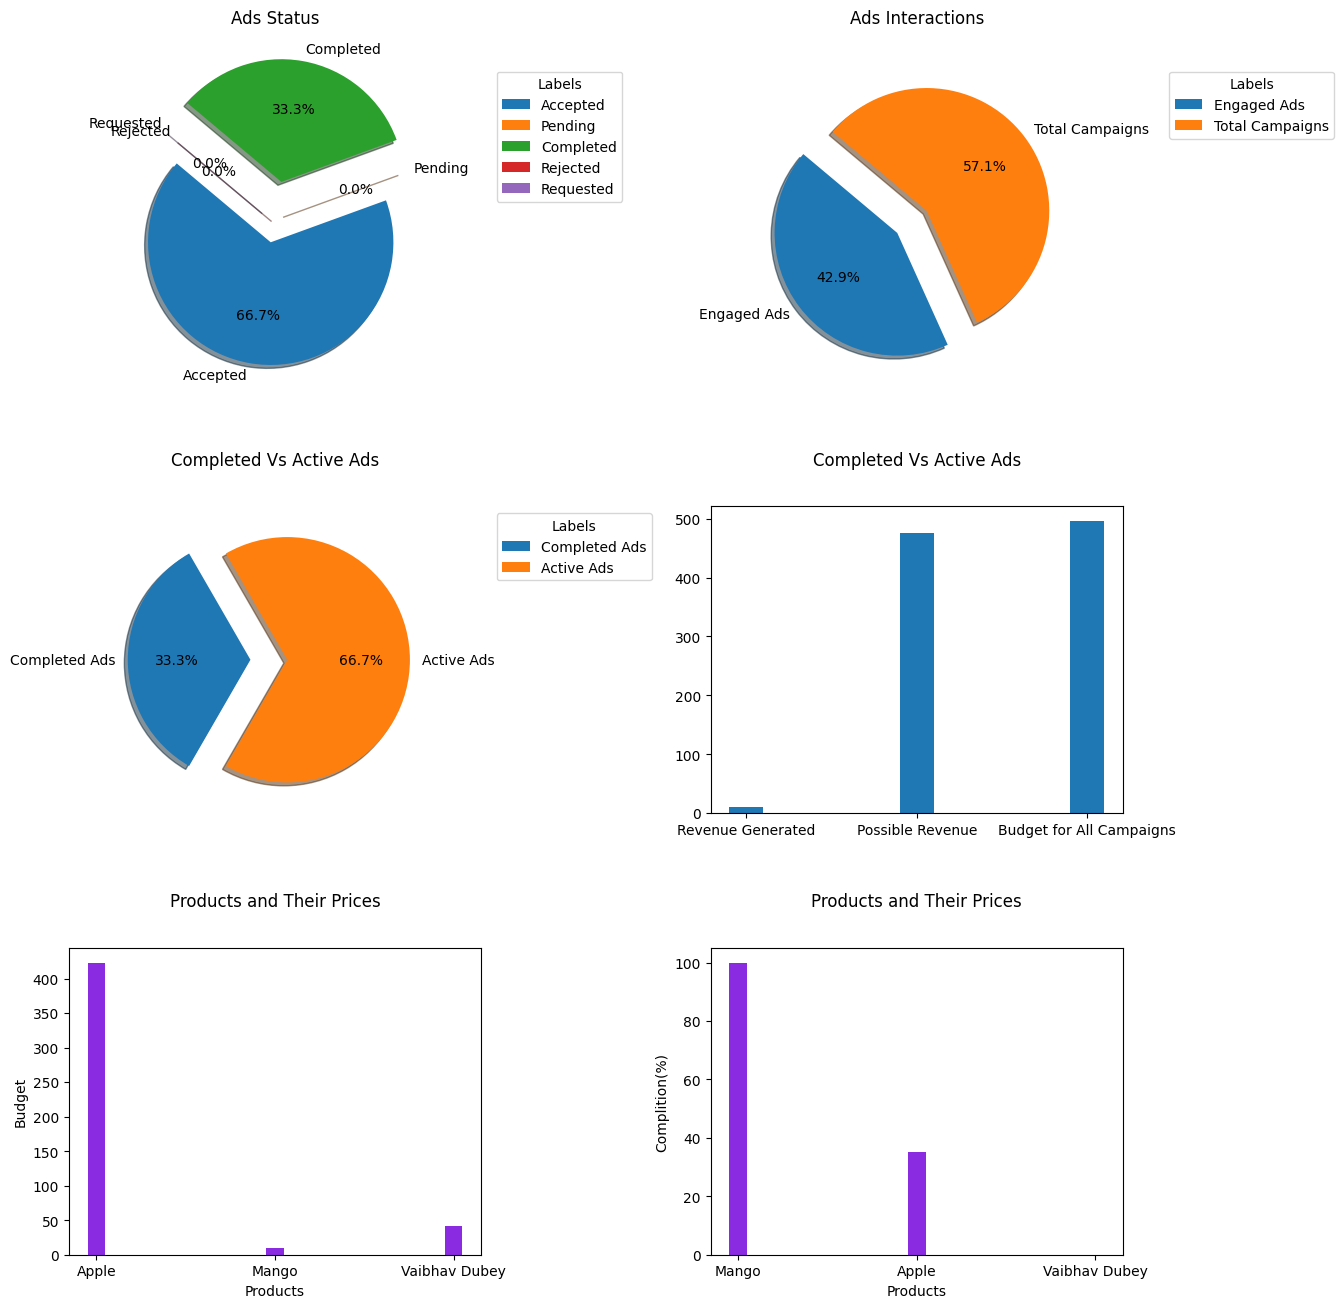 Ads Status
Completed
33.3%
Requested
Rejected
0.0%
0.0%
Pending
0.0%
66.7%
Accepted
Labels
Accepted
Pending
Completed
Rejected
Requested
Ads Interactions
Total Campaigns
57.1%
42.9%
Engaged Ads
Labels
Engaged Ads
Total Campaigns
Completed Vs Active Ads
Completed Ads
33.3%
66.7%
Active Ads
Labels
Completed Ads
Active Ads
Completed Vs Active Ads
500
400
300
200
100
0
Revenue Generated
Possible Revenue
Budget for All Campaigns
Products and Their Prices
Budget
400
350
300
250
200
150
100
50
0
Apple
Mango
Vaibhav Dubey
Products
Products and Their Prices
Complition(%)
100
80
60
40
20
0
Mango
Apple
Vaibhav Dubey
Products